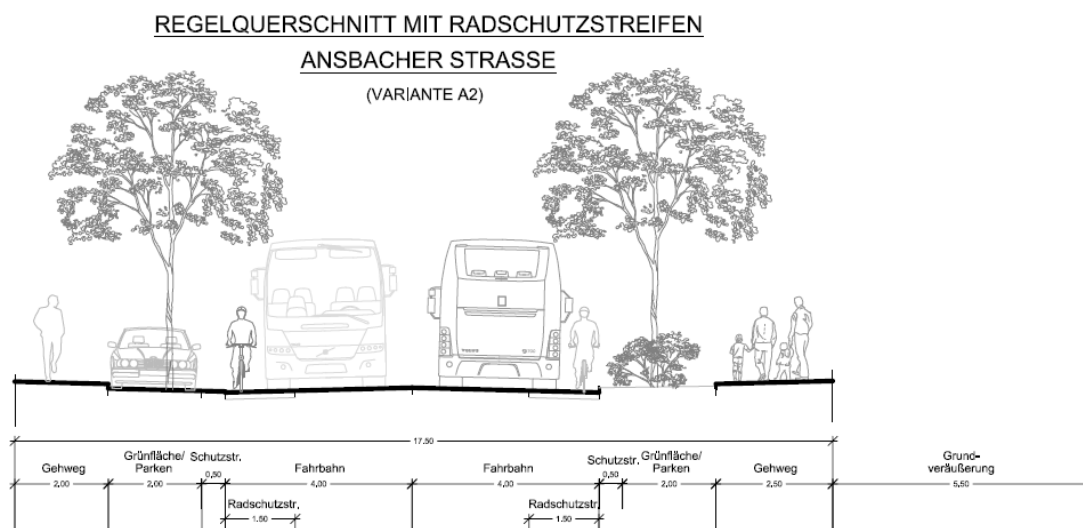 REGELQUERSCHNITT MIT RADSCHUTZSTREIFEN
ANSBACHER STRASSE
(VARIANTE A2)
17.50
Gehweg
2,00
Grünfläche/
Parken
2,00
Schutzstr.
0,50
Fahrbahn
4,00
Fahrbahn
4,00
Schutzstr.
0,50
Grünfläche/
Parken
2,00
Gehweg
2,50
Grund-
veräußerung
5,50
Radschutzstr.
1.50
Radschutzstr.
1.50